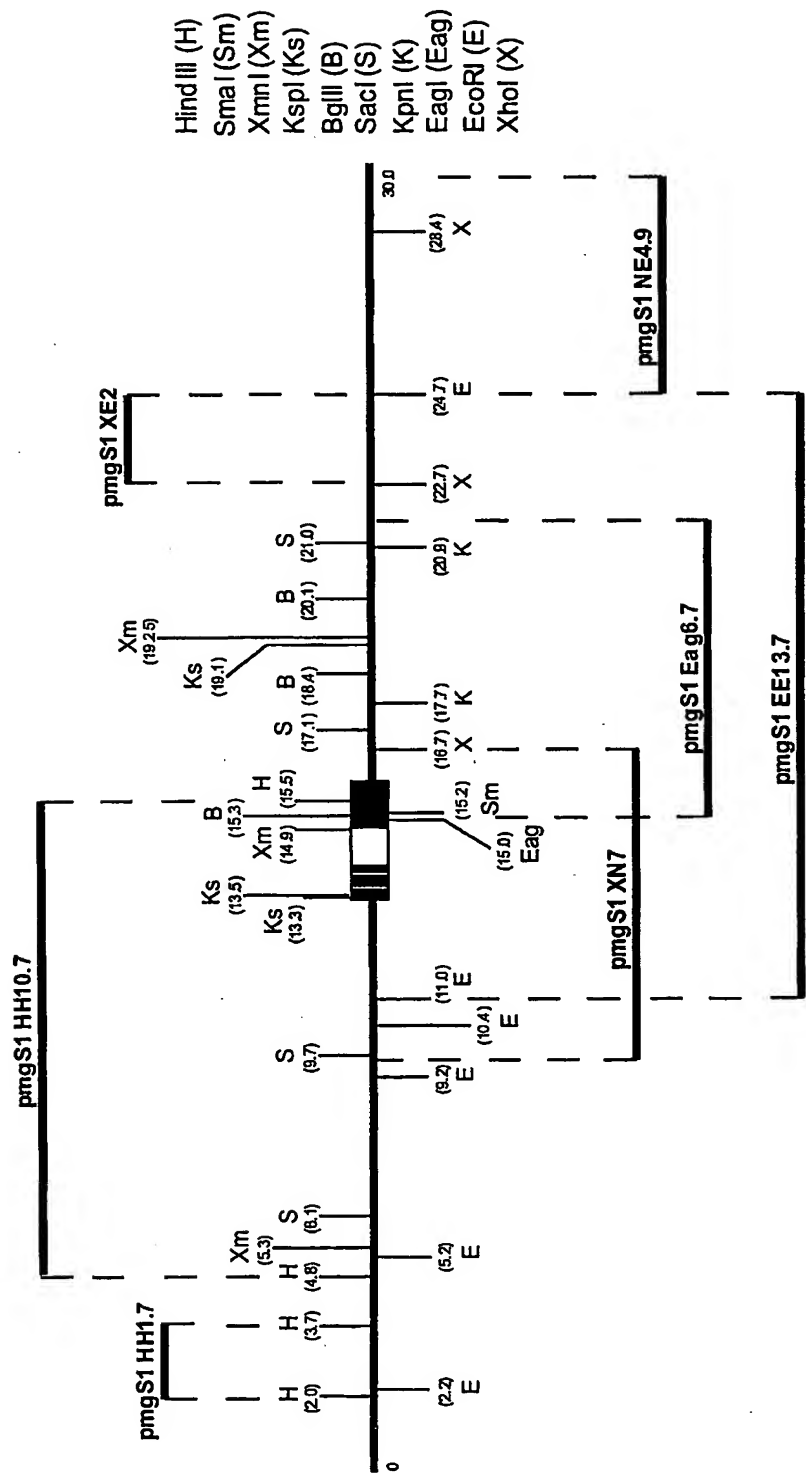 pmgS1 HH10.7
pmgS1 HH1.7
pmgS1 XE2
HindIII (H)
SmaI (Sm)
XmnI (Xm)
KspI (Ks)
BglII (B)
SacI (S)
KpnI (K)
EagI (Eag)
EcoRI (E)
XhoI (X)
H
(2.0)
H
(3.7)
H
(4.8)
Xm
(5.3)
S
(6.1)
S
(9.7)
Ks
(13.3)
Ks
(13.5)
Xm
(14.9)
B
(15.3)
H
(15.5)
S
(17.1)
B
(18.4)
Ks
(19.1)
Xm
(19.25)
B
(20.1)
S
(21.0)
0
30.0
(2.2)
E
(5.2)
E
(9.2)
E
(10.4)
E
(11.0)
E
(15.0)
Eag
(15.2)
Sm
(16.7)
X
(17.7)
K
(20.9)
K
(22.7)
X
(24.7)
E
(28.4)
X
pmgS1 XN7
pmgS1 NE4.9
pmgS1 Eag6.7
pmgS1 EE13.7